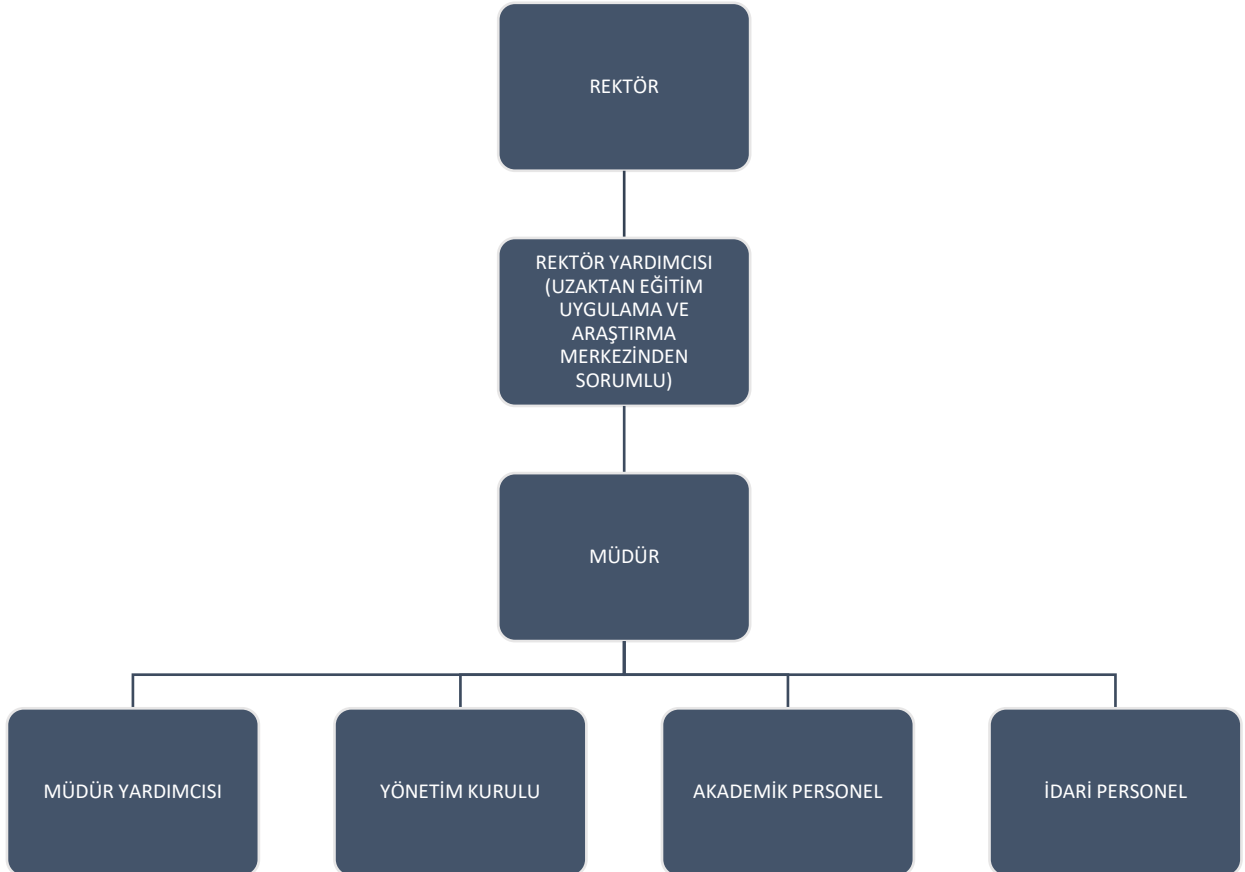 REKTÖR
REKTÖR YARDIMCISI
(UZAKTAN EĞİTİM
UYGULAMA VE
ARAŞTIRMA
MERKEZİNDEN
SORUMLU)
MÜDÜR
MÜDÜR YARDIMCISI
YÖNETİM KURULU
AKADEMİK PERSONEL
İDARİ PERSONEL